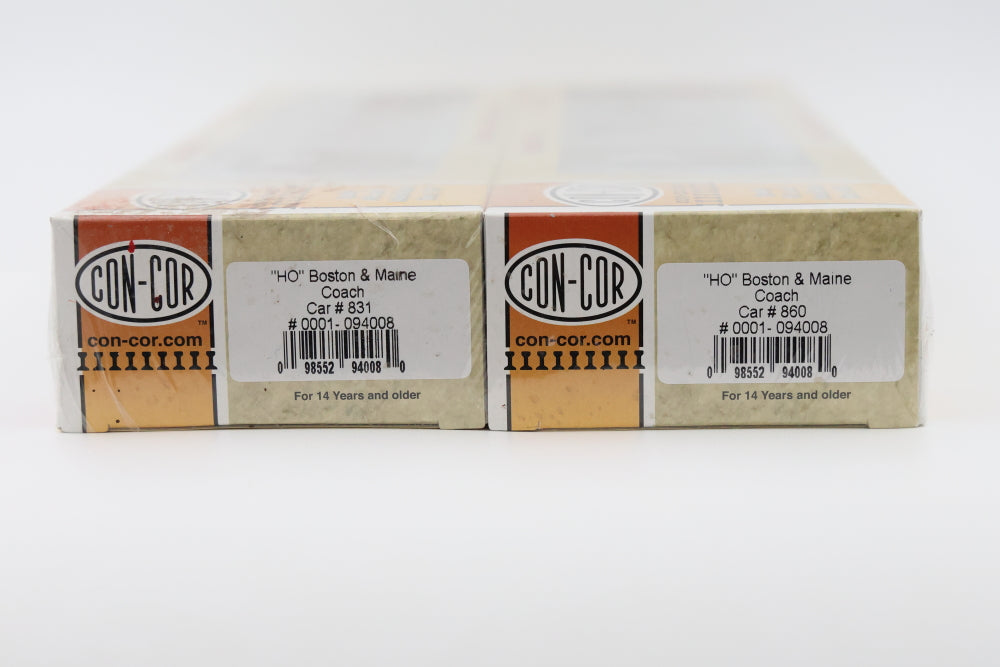 CON-COR
TM
con-cor.com
"HO" Boston & Maine
Coach
Car # 831
# 0001- 094008
0 98552 94008 0
For 14 Years and older
CON-COR
TM
con-cor.com
"HO" Boston & Maine
Coach
Car # 860
# 0001- 094008
0 98552 94008 0
For 14 Years and older